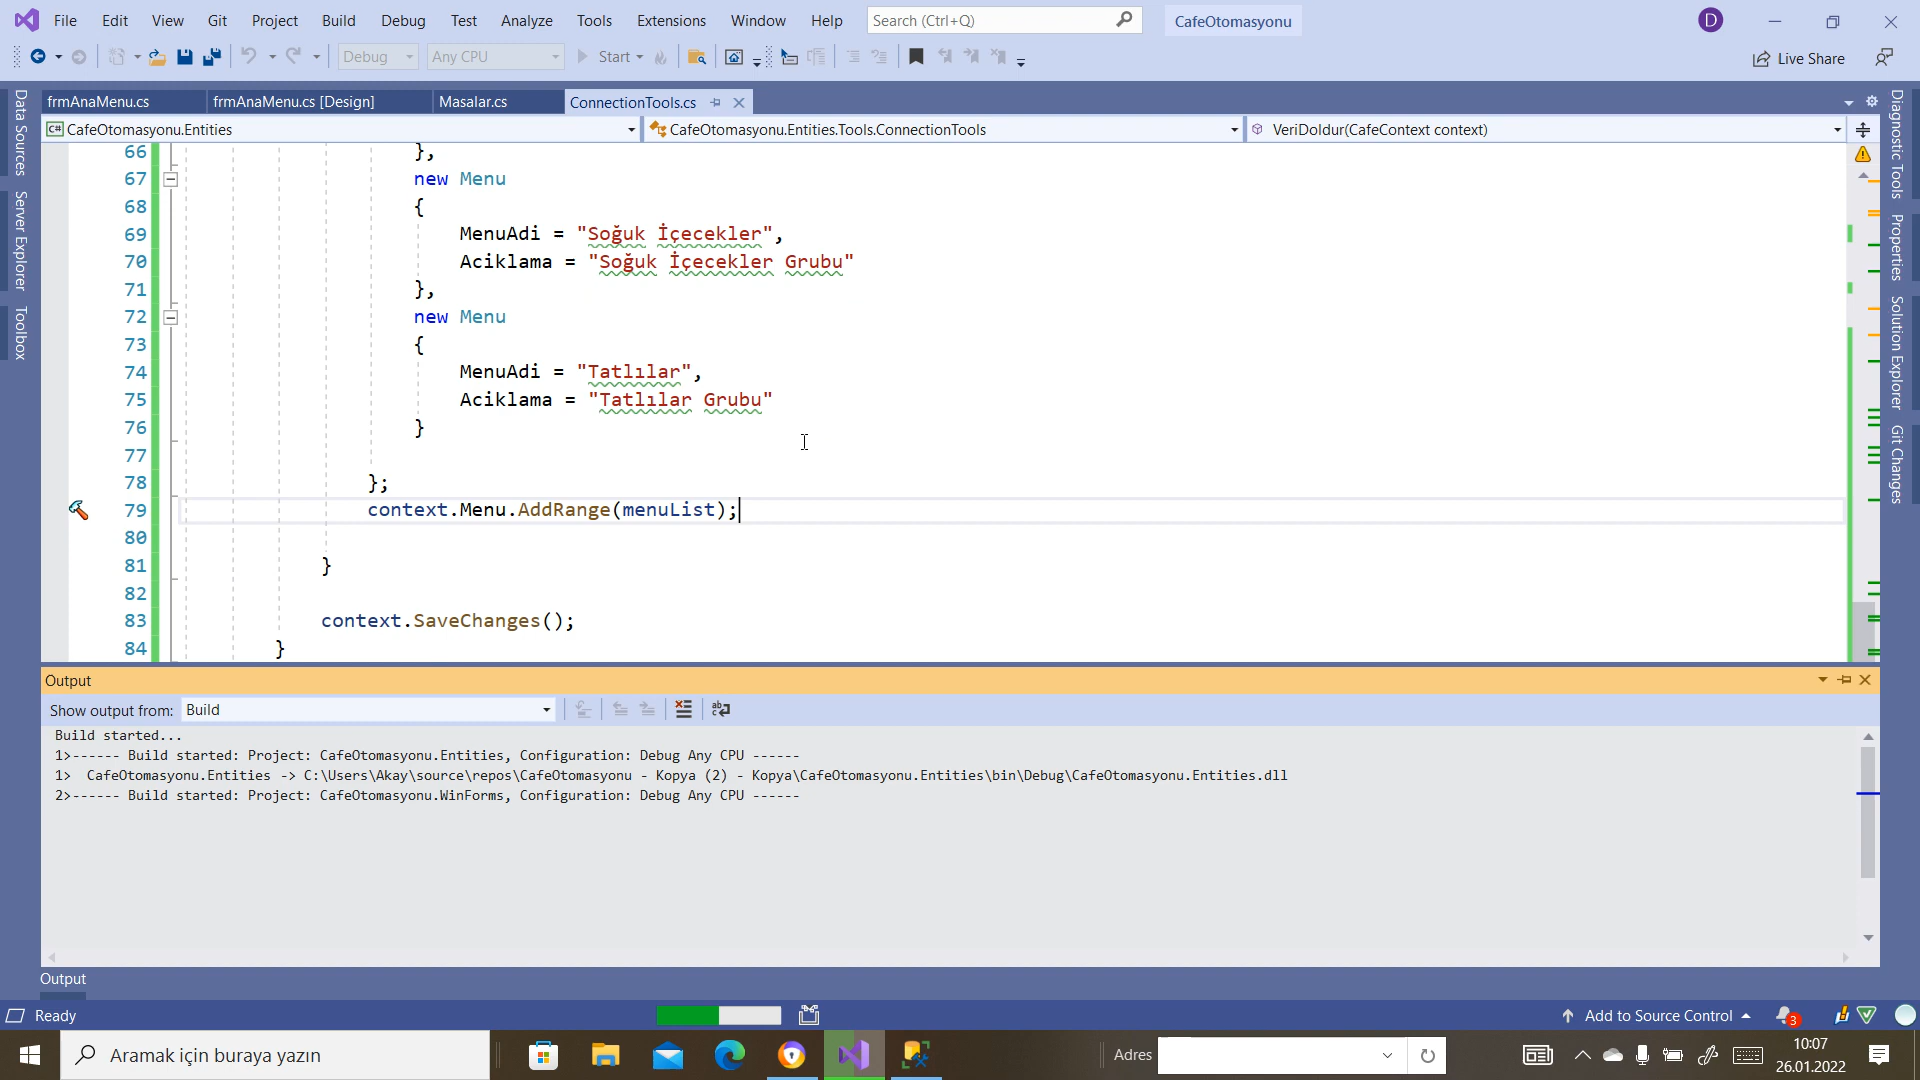 File Edit View Git Project Build Debug Test Analyze Tools Extensions Window Help Search (Ctrl+Q) CafeOtomasyonu D
Debug Any CPU Start Live Share
frmAnaMenu.cs frmAnaMenu.cs [Design] Masalar.cs ConnectionTools.cs
CafeOtomasyonu.Entities CafeOtomasyonu.Entities.Tools.ConnectionTools VeriDoldur(CafeContext context)
Data Sources
Server Explorer
Toolbox
66 },
67 new Menu
68 {
69 MenuAdi = "Soğuk İçecekler",
70 Aciklama = "Soğuk İçecekler Grubu"
71 },
72 new Menu
73 {
74 MenuAdi = "Tatlılar",
75 Aciklama = "Tatlılar Grubu"
76 }
77
78 };
79 context.Menu.AddRange(menuList);
80
81 }
82
83 context.SaveChanges();
84 }
Diagnostic Tools
Properties
Solution Explorer
Git Changes
Output
Show output from: Build
Build started...
1>------ Build started: Project: CafeOtomasyonu.Entities, Configuration: Debug Any CPU ------
1>  CafeOtomasyonu.Entities -> C:\Users\Akay\source\repos\CafeOtomasyonu - Kopya (2) - Kopya\CafeOtomasyonu.Entities\bin\Debug\CafeOtomasyonu.Entities.dll
2>------ Build started: Project: CafeOtomasyonu.WinForms, Configuration: Debug Any CPU ------
Output
Ready Add to Source Control 3
Aramak için buraya yazın Adres 10:07
26.01.2022